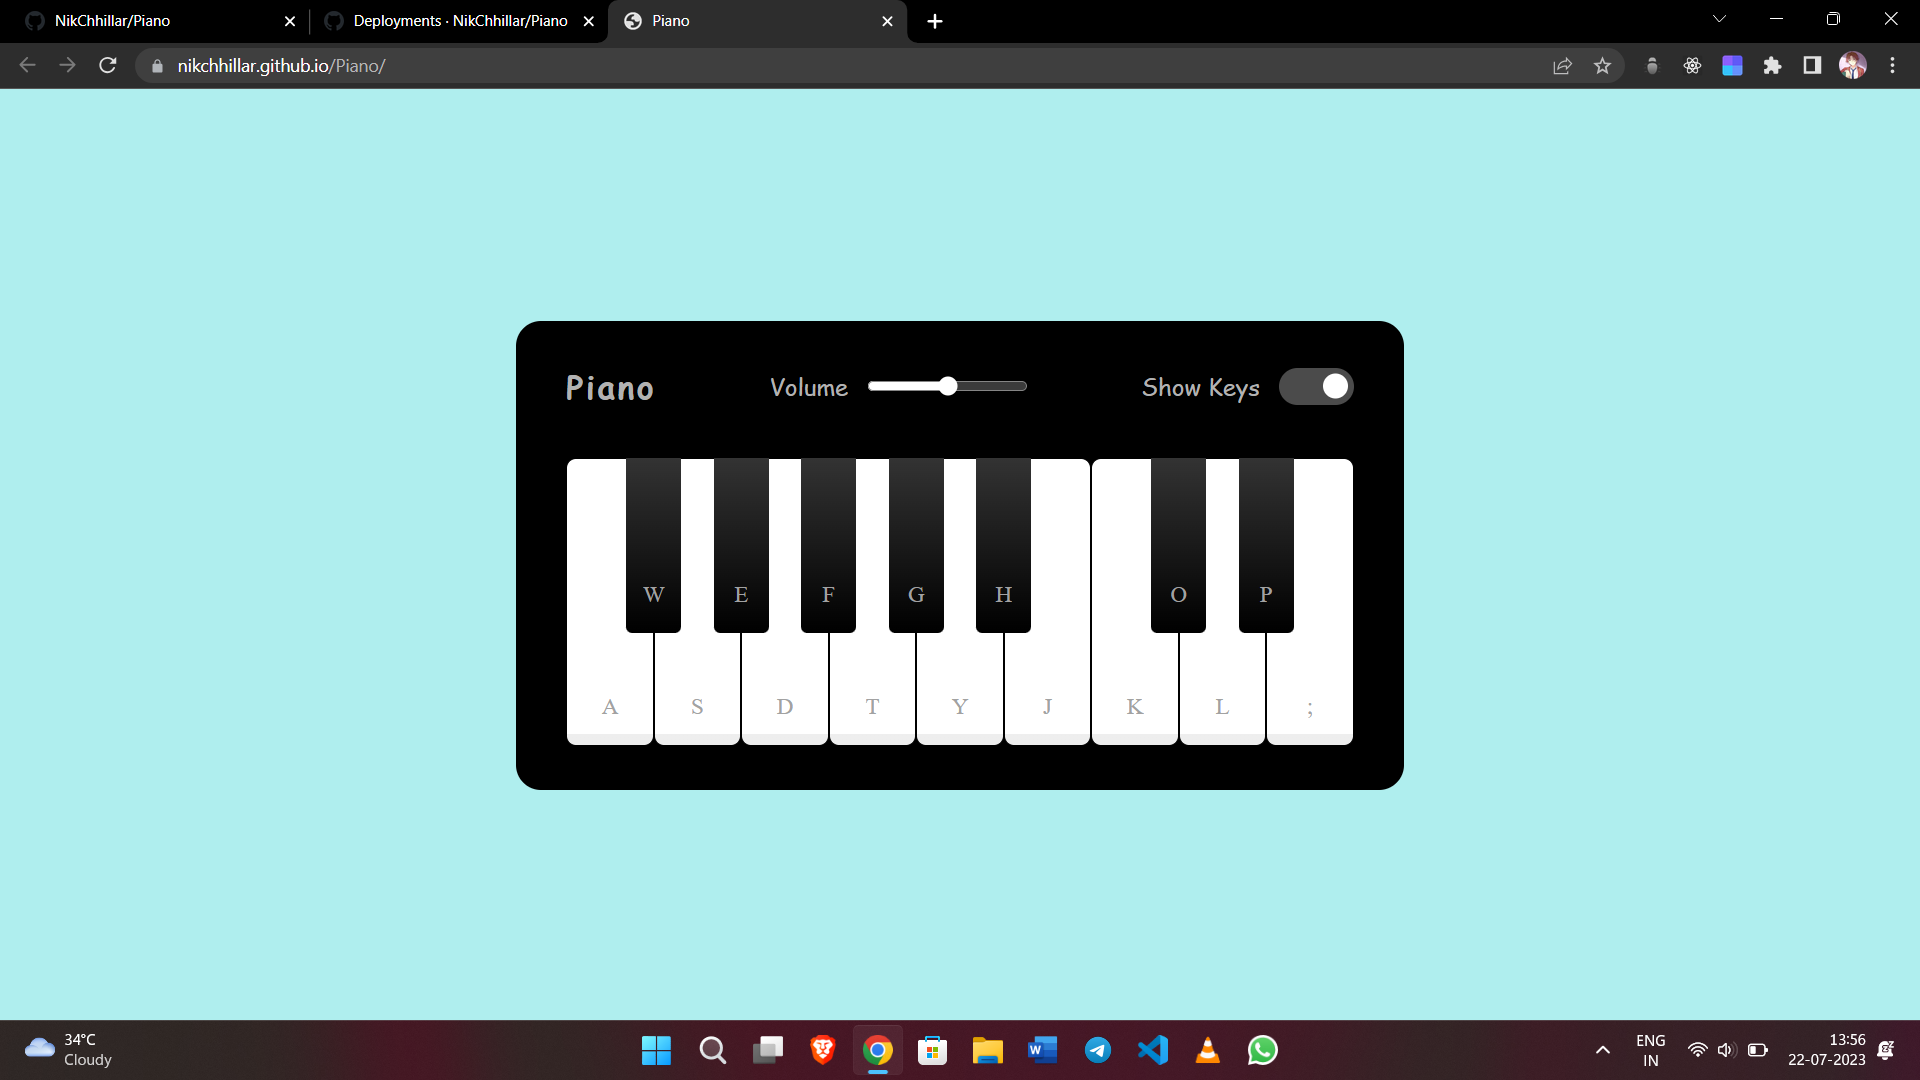 NikChhillar/Piano
Deployments · NikChhillar/Piano
Piano
nikchhillar.github.io/Piano/
Piano
Volume
Show Keys
W E F G H O P
A S D T Y J K L ;
34°C
Cloudy
W
ENG
IN
13:56
22-07-2023